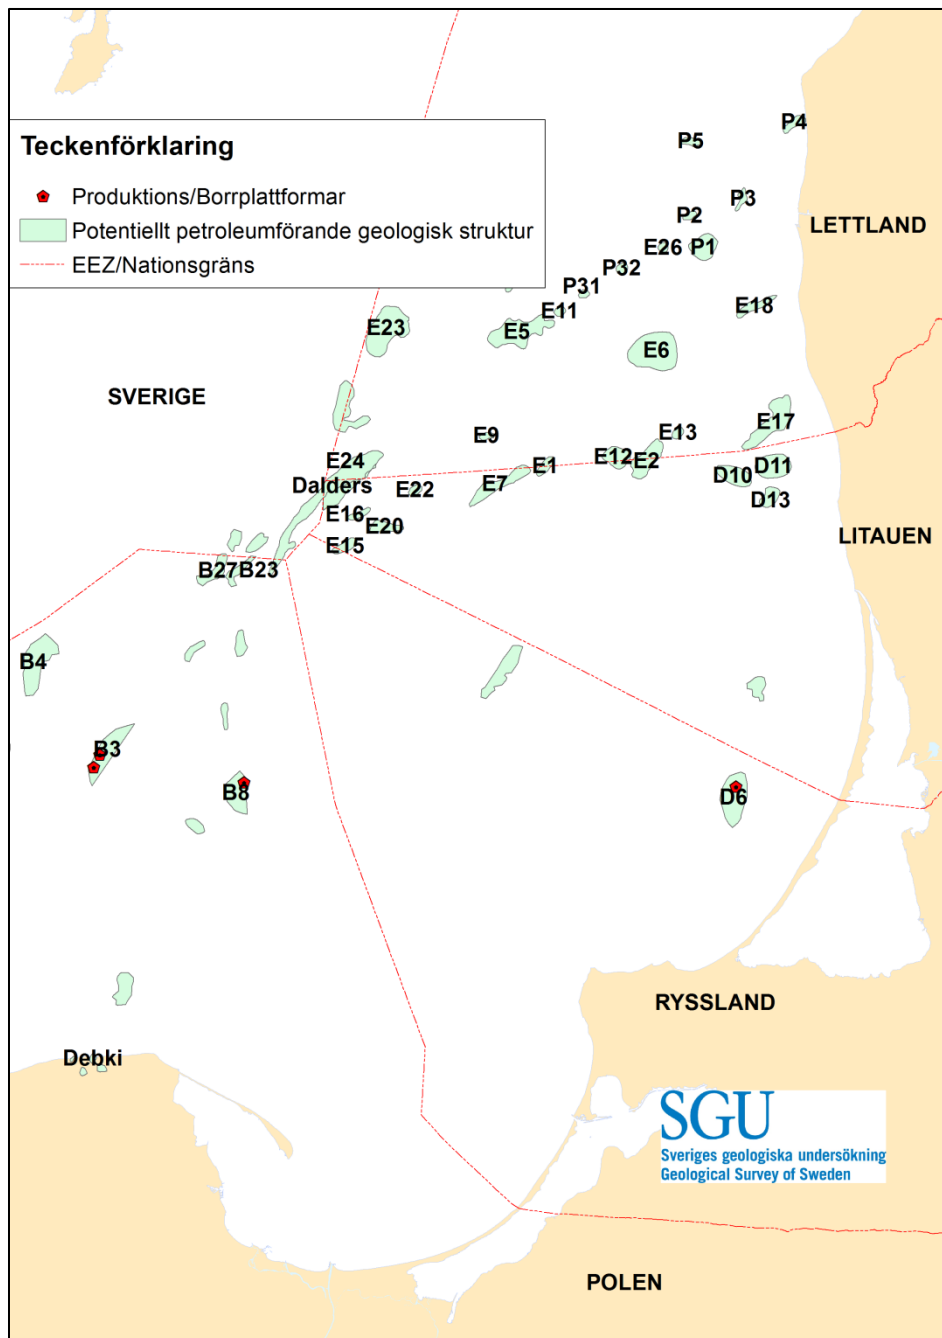 Teckenförklaring
Produktions/Borrplattformar
Potentiellt petroleumförande geologisk struktur
EEZ/Nationsgräns
P4
P5
P3
P2
LETTLAND
E26
P1
P32
P31
E18
E11
E23
E5
E6
SVERIGE
E17
E9
E13
E24
E12
E2
E1
D11
D10
Dalders
E7
E22
D13
E16
E20
LITAUEN
E15
B27
B23
B4
B3
B8
D6
RYSSLAND
Debki
SGU
Sveriges geologiska undersökning
Geological Survey of Sweden
POLEN